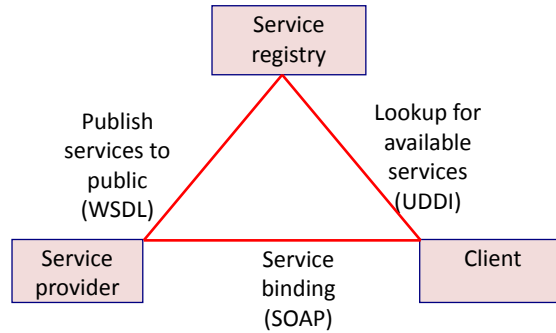 Service
registry
Publish
services to
public
(WSDL)
Lookup for
available
services
(UDDI)
Service
provider
Service
binding
(SOAP)
Client